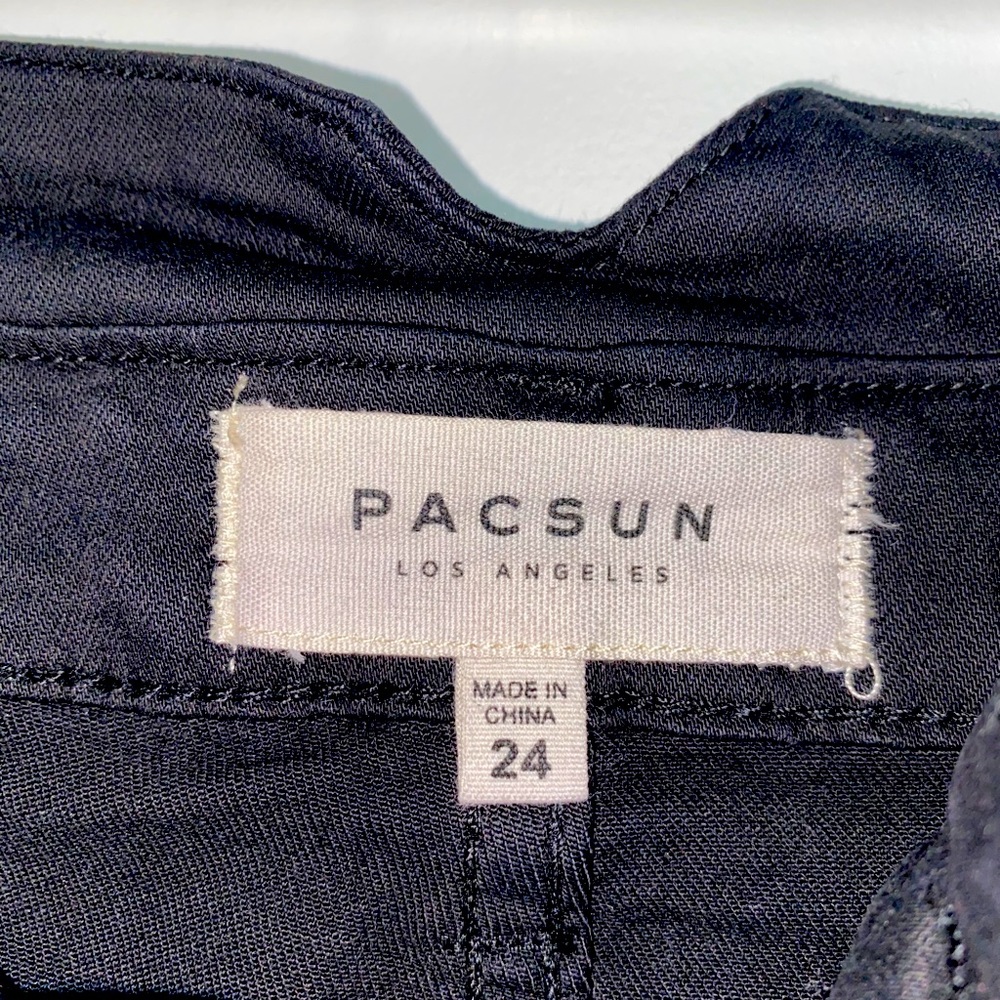 PACSUN
LOS ANGELES
MADE IN
CHINA
24